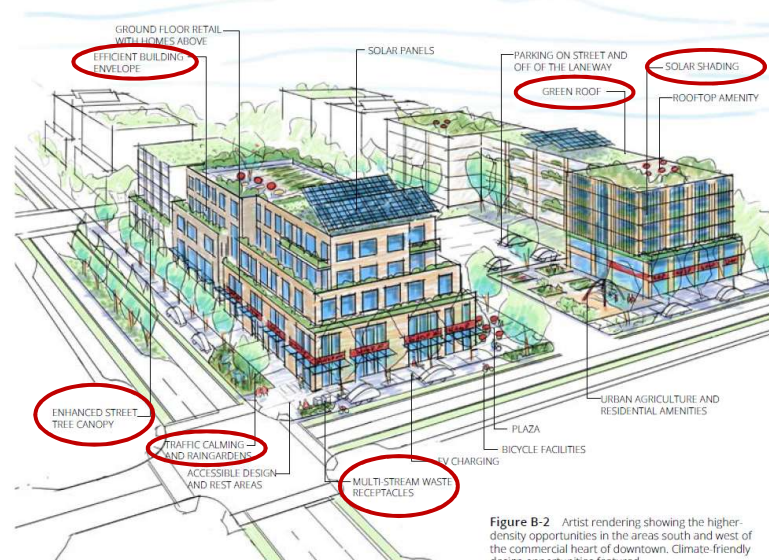 GROUND FLOOR RETAIL
WITH HOMES ABOVE
EFFICIENT BUILDING
ENVELOPE
SOLAR PANELS
PARKING ON STREET AND
OFF OF THE LANEWAY
SOLAR SHADING
GREEN ROOF
ROOFTOP AMENITY
ENHANCED STREET
TREE CANOPY
TRAFFIC CALMING
AND RAINGARDENS
ACCESSIBLE DESIGN
AND REST AREAS
MULTI-STREAM WASTE
RECEPTACLES
EV CHARGING
BICYCLE FACILITIES
PLAZA
URBAN AGRICULTURE AND
RESIDENTIAL AMENITIES
Figure B-2 Artist rendering showing the higher-
density opportunities in the areas south and west of
the commercial heart of downtown. Climate-friendly
design opportunities featured